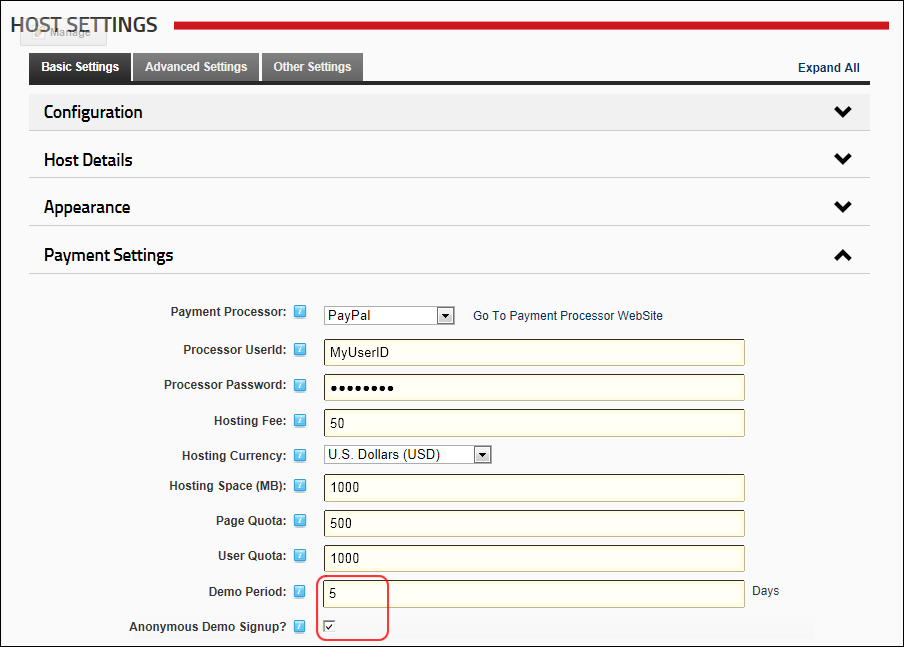 HOST SETTINGS
Manage
Basic Settings Advanced Settings Other Settings Expand All
Configuration
Host Details
Appearance
Payment Settings
Payment Processor: PayPal Go To Payment Processor WebSite
Processor UserId: MyUserID
Processor Password: ●●●●●●●●
Hosting Fee: 50
Hosting Currency: U.S. Dollars (USD)
Hosting Space (MB): 1000
Page Quota: 500
User Quota: 1000
Demo Period: 5 Days
Anonymous Demo Signup?